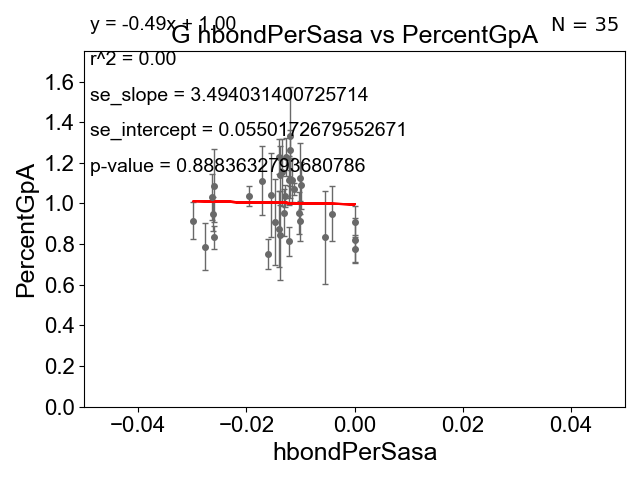 y = -0.49x + 1.00
N = 35
G hbondPerSasa vs PercentGpA
r^2 = 0.00
se_slope = 3.494031400725714
se_intercept = 0.0550172679552671
p-value = 0.8883632793680786
PercentGpA
1.6
1.4
1.2
1.0
0.8
0.6
0.4
0.2
0.0
−0.04
−0.02
0.00
0.02
0.04
hbondPerSasa